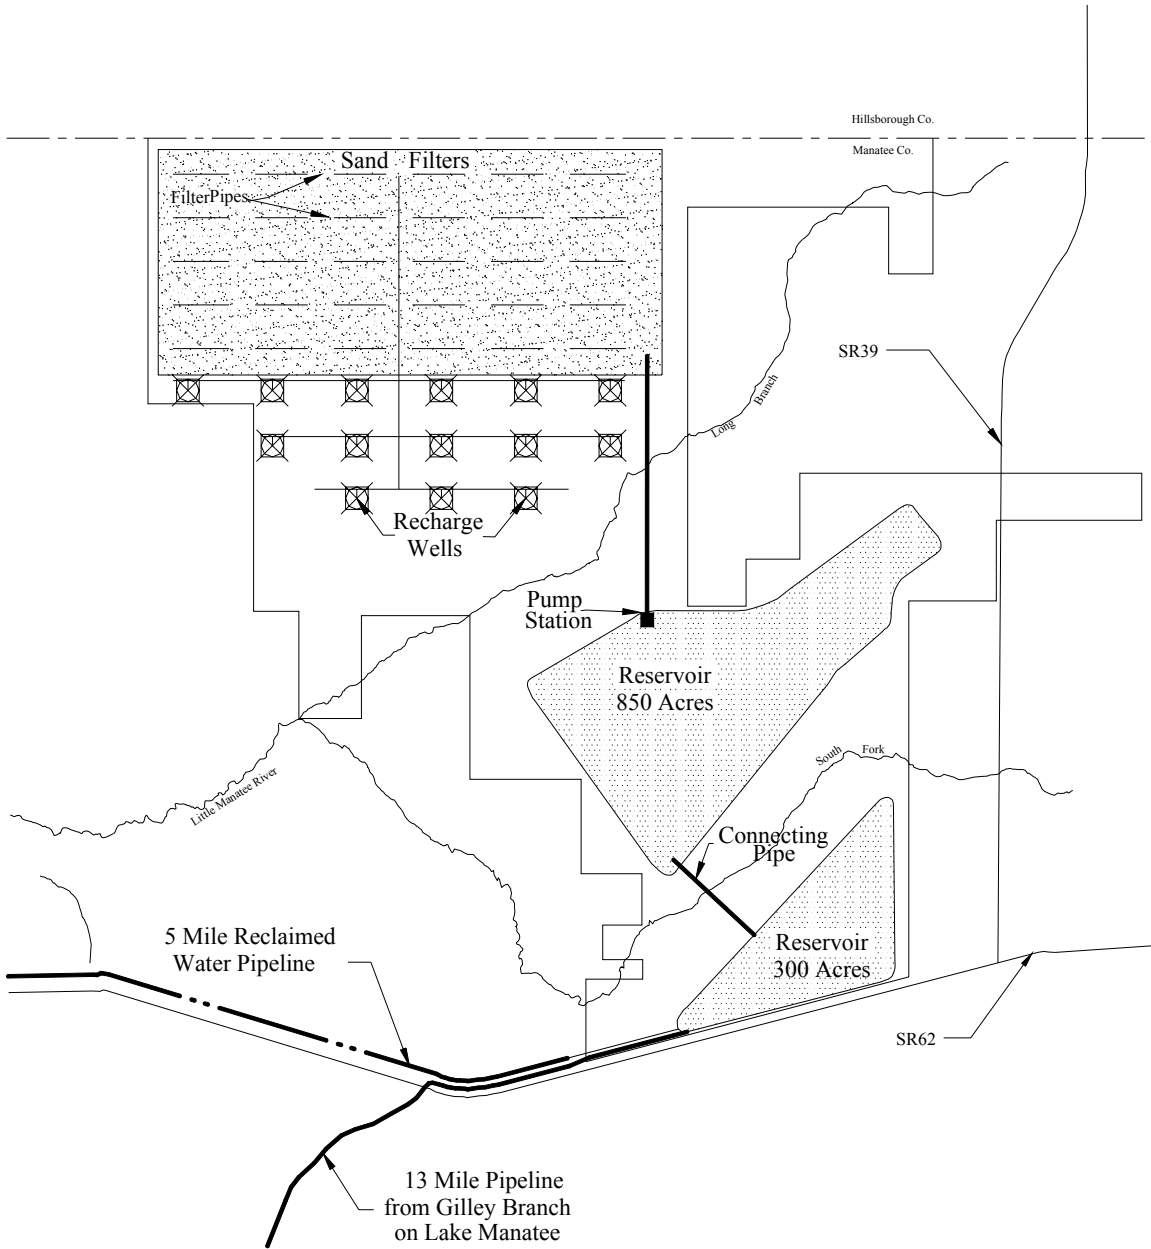 Hillsborough Co.
Manatee Co.
Sand Filters
FilterPipes
SR39
Long Branch
Recharge
Wells
Pump
Station
Reservoir
850 Acres
South Fork
Little Manatee River
Connecting
Pipe
5 Mile Reclaimed
Water Pipeline
Reservoir
300 Acres
SR62
13 Mile Pipeline
from Gilley Branch
on Lake Manatee